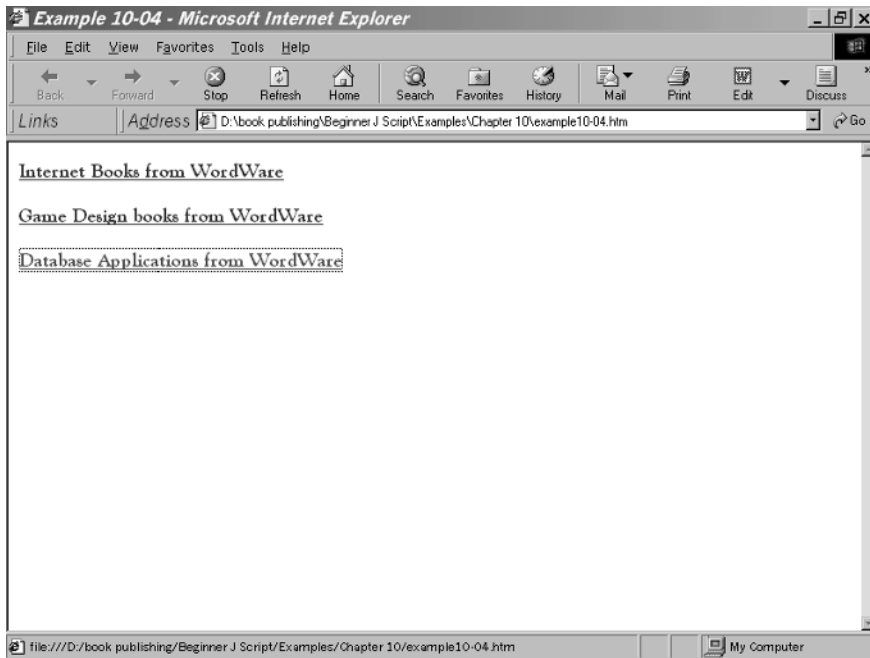 Example 10-04 - Microsoft Internet Explorer
File Edit View Favorites Tools Help
Back Forward Stop Refresh Home Search Favorites History Mail Print Edit Discuss »
Links Address D:\book publishing\Beginner J Script\Examples\Chapter 10\example10-04.htm Go
Internet Books from WordWare
Game Design books from WordWare
Database Applications from WordWare
file:///D:/book publishing/Beginner J Script/Examples/Chapter 10/example10-04.htm My Computer